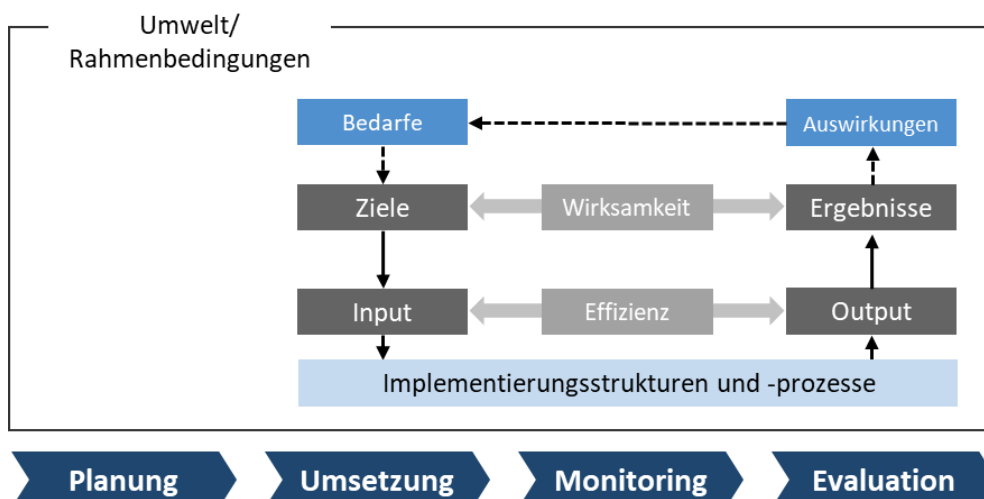 Umwelt/
Rahmenbedingungen
Bedarfe
Auswirkungen
Ziele
Wirksamkeit
Ergebnisse
Input
Effizienz
Output
Implementierungsstrukturen und -prozesse
Planung
Umsetzung
Monitoring
Evaluation